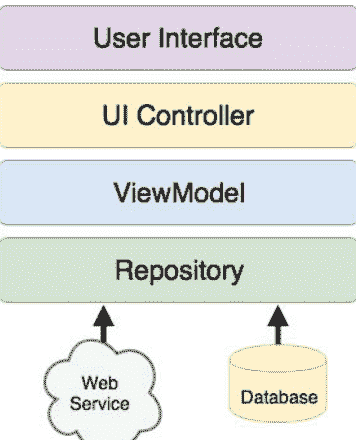 User Interface
UI Controller
ViewModel
Repository
Web
Service
Database